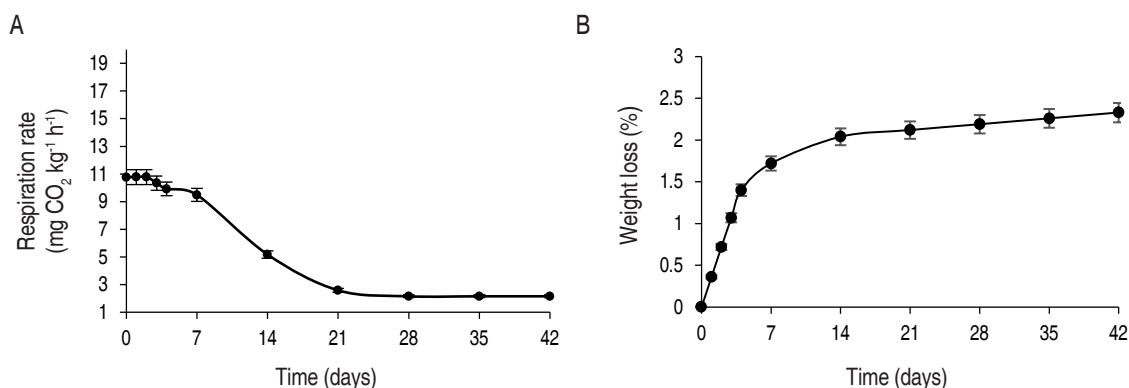 A
Respiration rate
(mg CO₂ kg⁻¹ h⁻¹)
19
17
15
13
11
9
7
5
3
1
0 7 14 21 28 35 42
Time (days)
B
Weight loss (%)
3
2.5
2
1.5
1
0.5
0
0 7 14 21 28 35 42
Time (days)